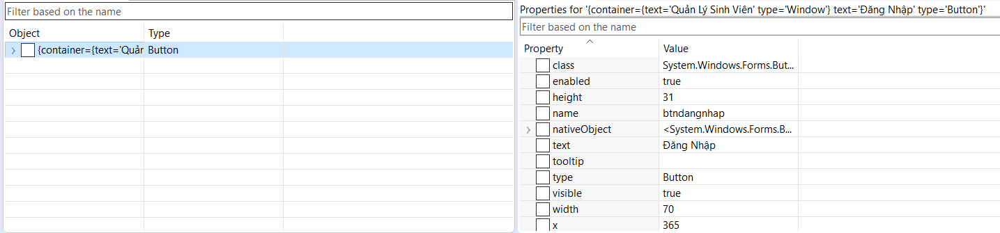 Filter based on the name
Object Type
{container={text='Quản Button
Properties for '{container={text='Quản Lý Sinh Viên' type='Window'} text='Đăng Nhập' type='Button'}'
Filter based on the name
Property Value
class System.Windows.Forms.But...
enabled true
height 31
name btndangnhap
nativeObject <System.Windows.Forms.B...
text Đăng Nhập
tooltip
type Button
visible true
width 70
x 365